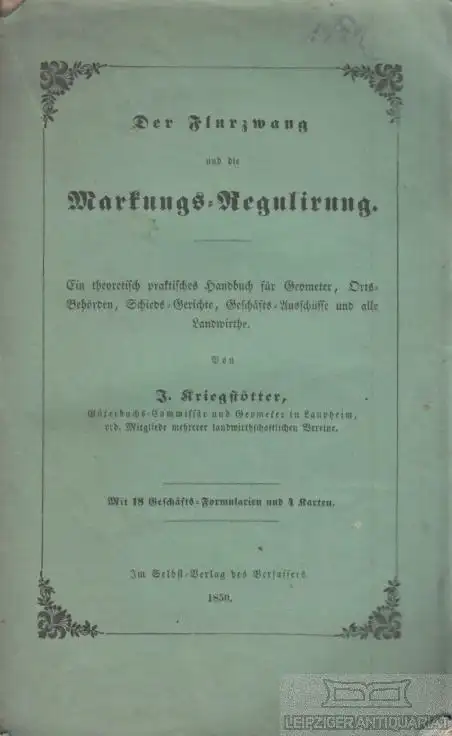 Der Flurzwang
und die
Markungs-Regulirung.
Ein theoretisch praktisches Handbuch für Geometer, Orts-
Behörden, Schieds-Gerichte, Geschäfts-Ausschüsse und alle
Landwirthe.
Von
J. Kriegstötter,
Güterbuchs-Commissär und Geometer in Laupheim,
ord. Mitgliede mehrerer landwirthschaftlichen Vereine.
Mit 18 Geschäfts-Formularien und 4 Karten.
Im Selbst-Verlag des Verfassers
1850.
LEIPZIGER ANTIQUARIAT